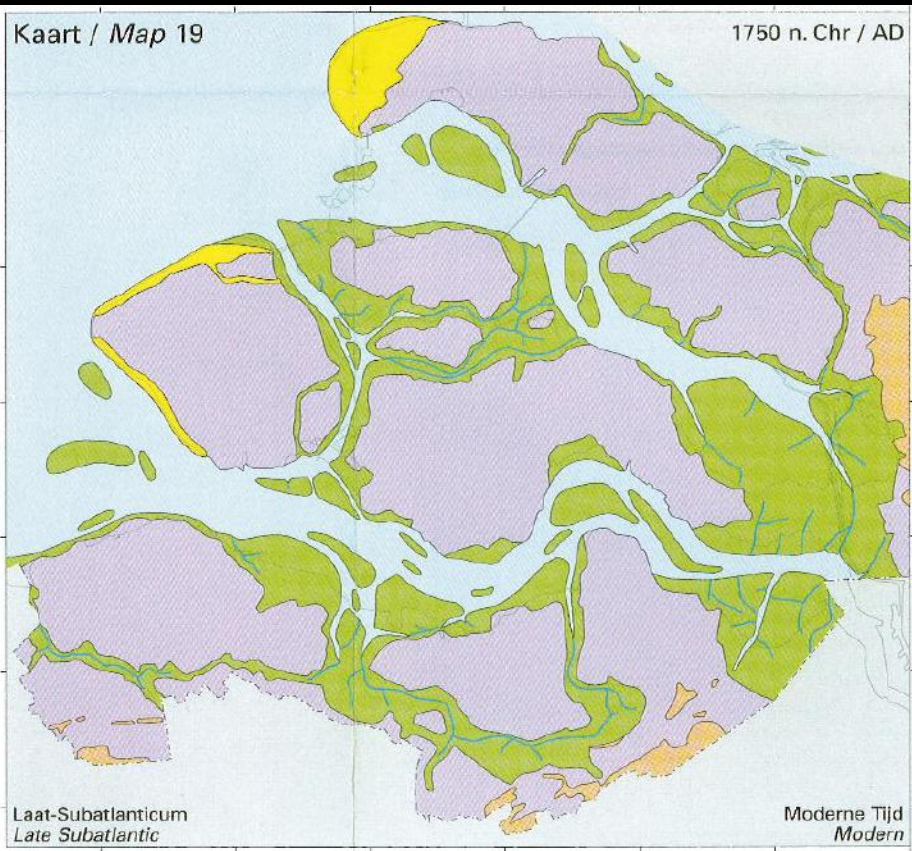 Kaart / Map 19
1750 n. Chr / AD
Laat-Subatlanticum
Late Subatlantic
Moderne Tijd
Modern